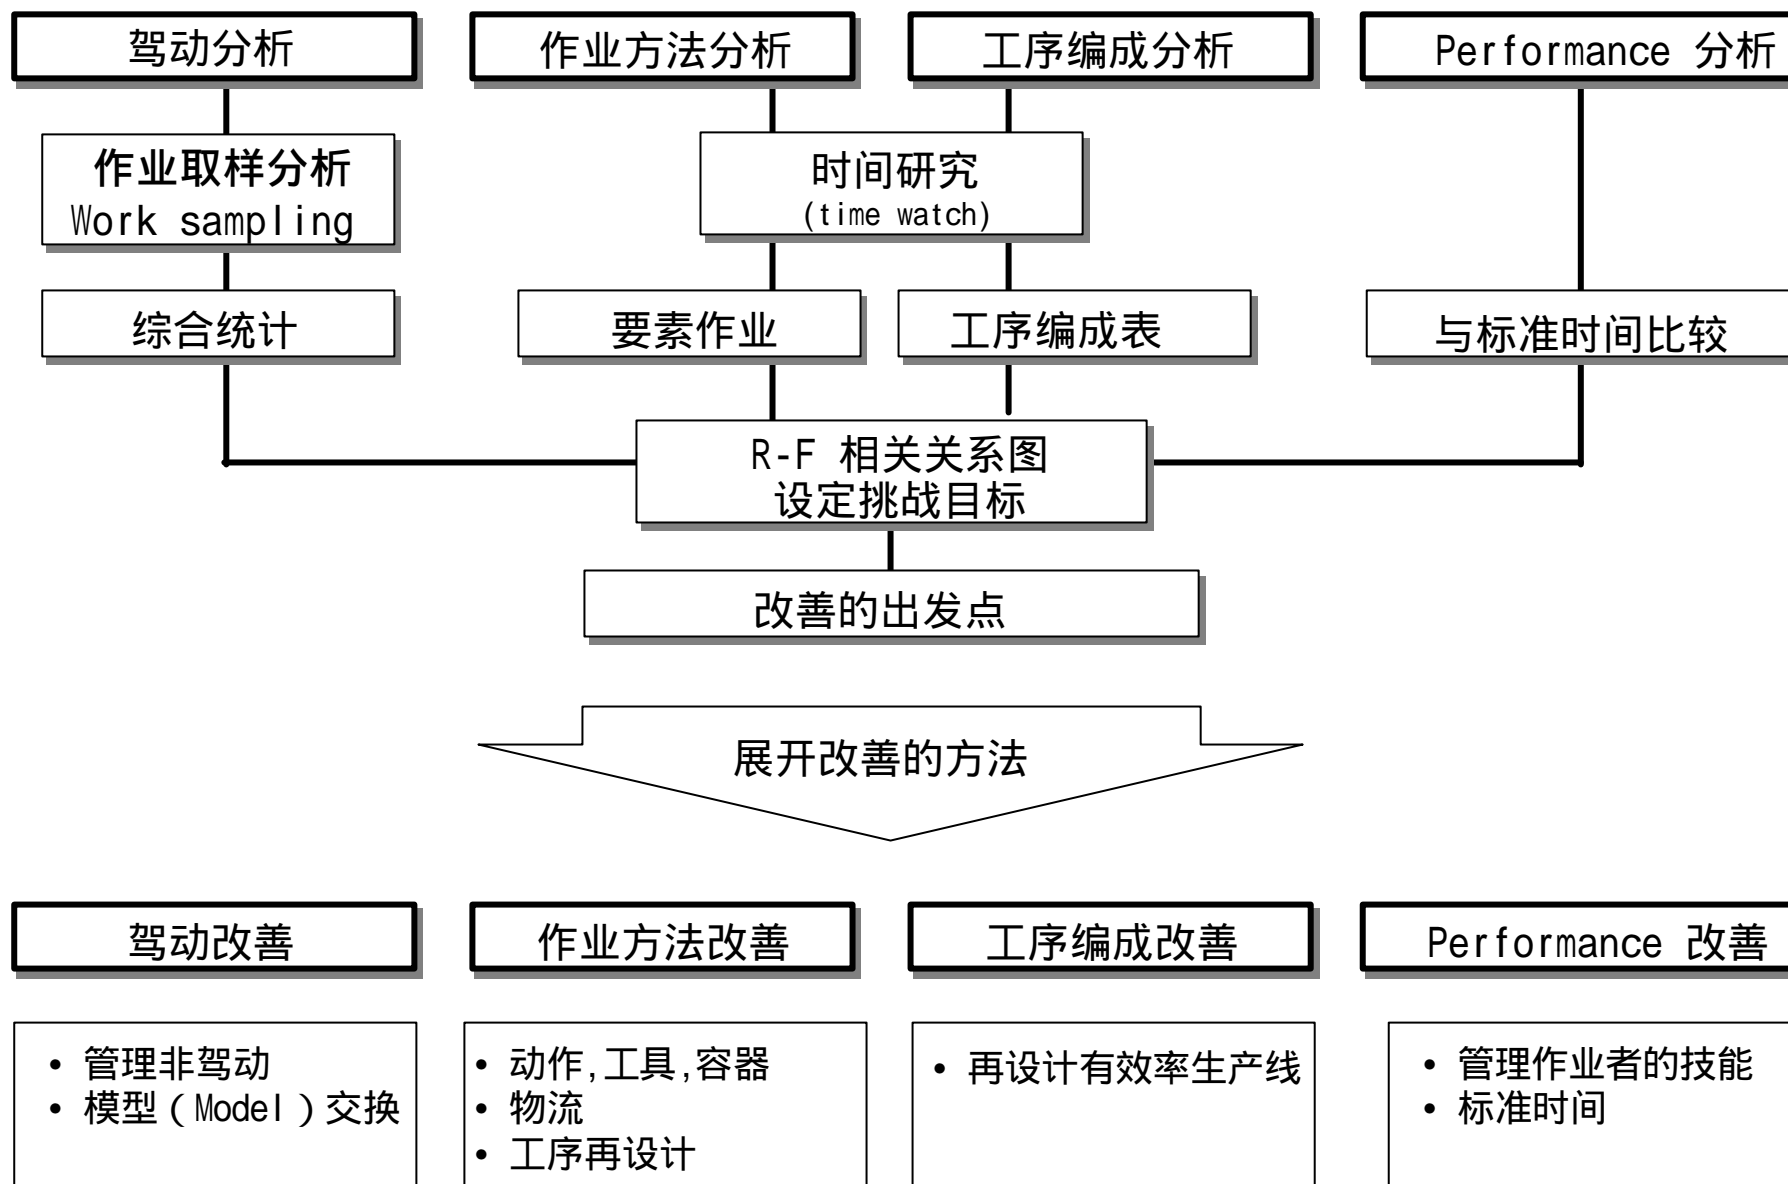 驾动分析
作业方法分析
工序编成分析
Performance 分析
作业取样分析
Work sampling
时间研究
(time watch)
综合统计
要素作业
工序编成表
与标准时间比较
R-F 相关关系图
设定挑战目标
改善的出发点
展开改善的方法
驾动改善
作业方法改善
工序编成改善
Performance 改善
• 管理非驾动
• 模型（Model）交换
• 动作,工具,容器
• 物流
• 工序再设计
• 再设计有效率生产线
• 管理作业者的技能
• 标准时间